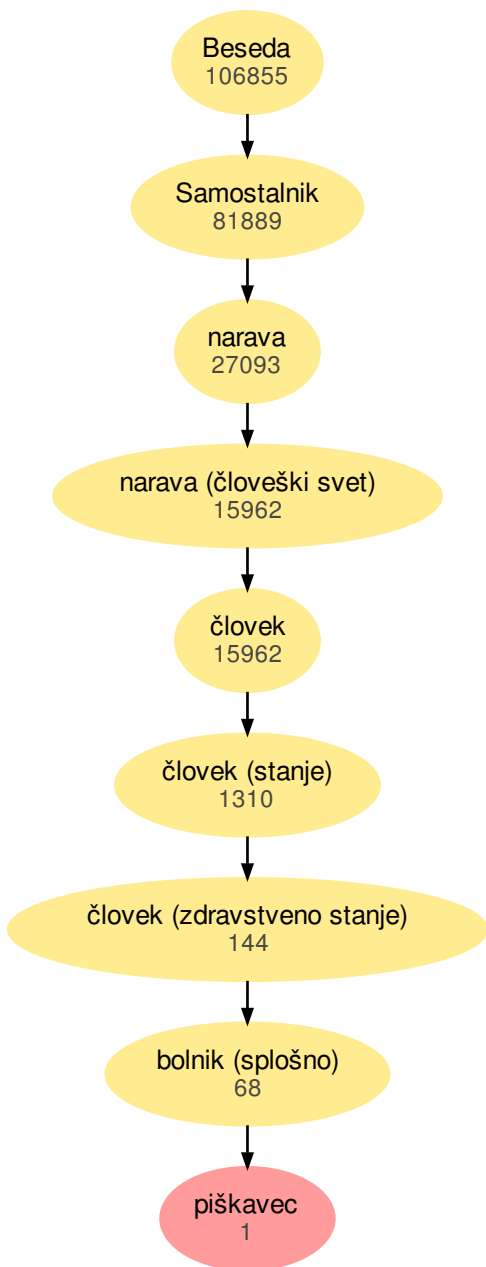 Beseda
106855
Samostalnik
81889
narava
27093
narava (človeški svet)
15962
človek
15962
človek (stanje)
1310
človek (zdravstveno stanje)
144
bolnik (splošno)
68
piškavec
1